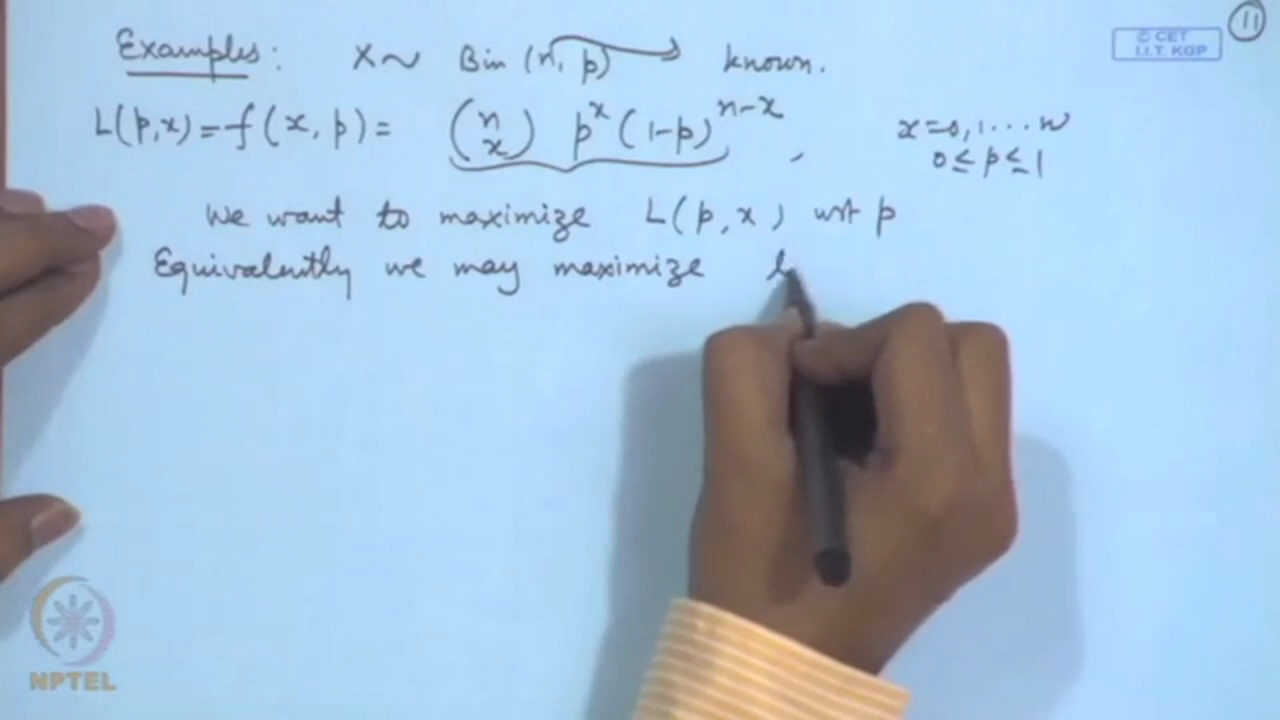 Examples: X ~ Bin (n, p) → known.
11
© CET
I.I.T. KGP
L(p,x) = f(x, p) = (n x) p^x (1-p)^{n-x} , x=0,1...n
0 ≤ p ≤ 1
We want to maximize L(p, x) wrt p
Equivalently we may maximize
NPTEL